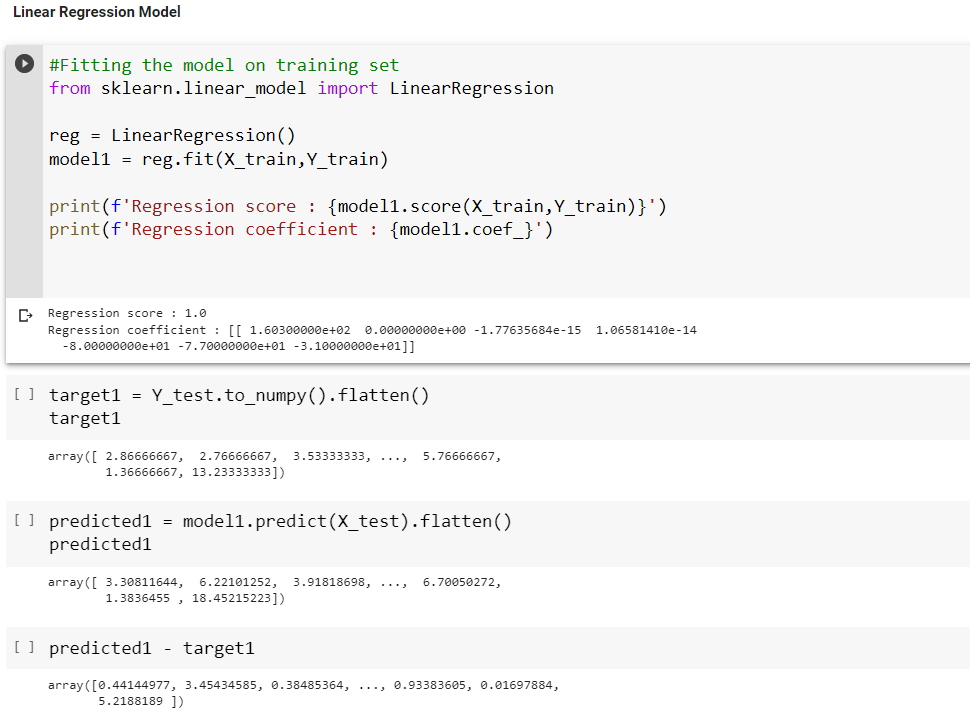 Linear Regression Model
#Fitting the model on training set
from sklearn.linear_model import LinearRegression
reg = LinearRegression()
model1 = reg.fit(X_train,Y_train)
print(f'Regression score : {model1.score(X_train,Y_train)}')
print(f'Regression coefficient : {model1.coef_}')
Regression score : 1.0
Regression coefficient : [[ 1.60300000e+02  0.00000000e+00 -1.77635684e-15  1.06581410e-14
  -8.00000000e+01 -7.70000000e+01 -3.10000000e+01]]
[ ] target1 = Y_test.to_numpy().flatten()
target1
array([ 2.86666667,  2.76666667,  3.53333333, ...,  5.76666667,
        1.36666667, 13.23333333])
[ ] predicted1 = model1.predict(X_test).flatten()
predicted1
array([ 3.30811644,  6.22101252,  3.91818698, ...,  6.70050272,
        1.3836455 , 18.45215223])
[ ] predicted1 - target1
array([0.44144977, 3.45434585, 0.38485364, ..., 0.93383605, 0.01697884,
       5.2188189 ])